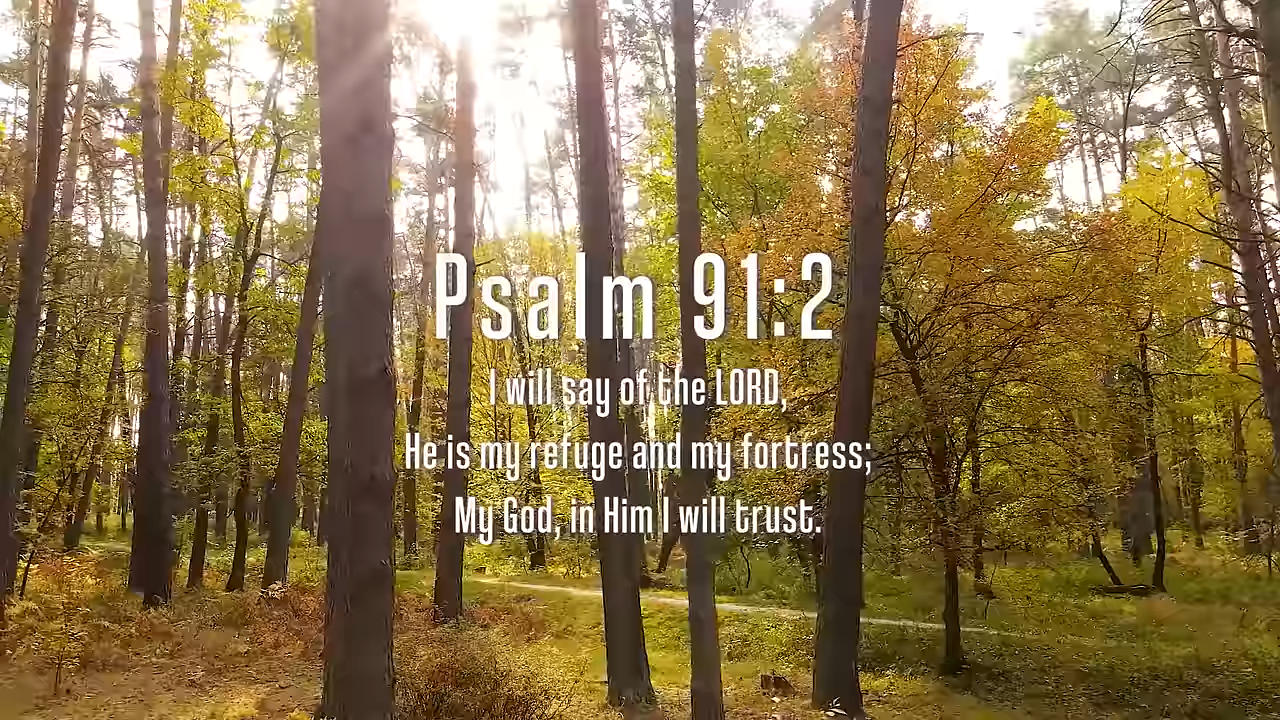 Psalm 91:2
I will say of the LORD,
He is my refuge and my fortress;
My God, in Him I will trust.